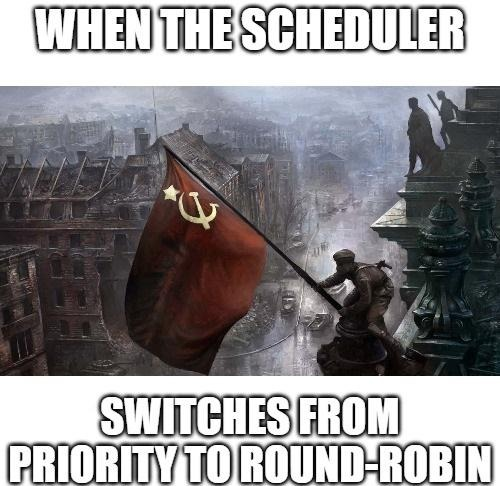 WHEN THE SCHEDULER
SWITCHES FROM
PRIORITY TO ROUND-ROBIN